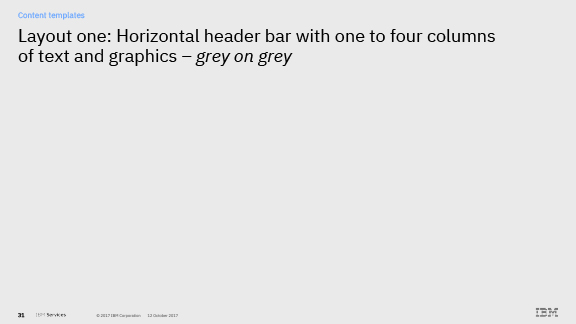 Content templates
Layout one: Horizontal header bar with one to four columns
of text and graphics – grey on grey
31 IBM Services © 2017 IBM Corporation 12 October 2017
IBM